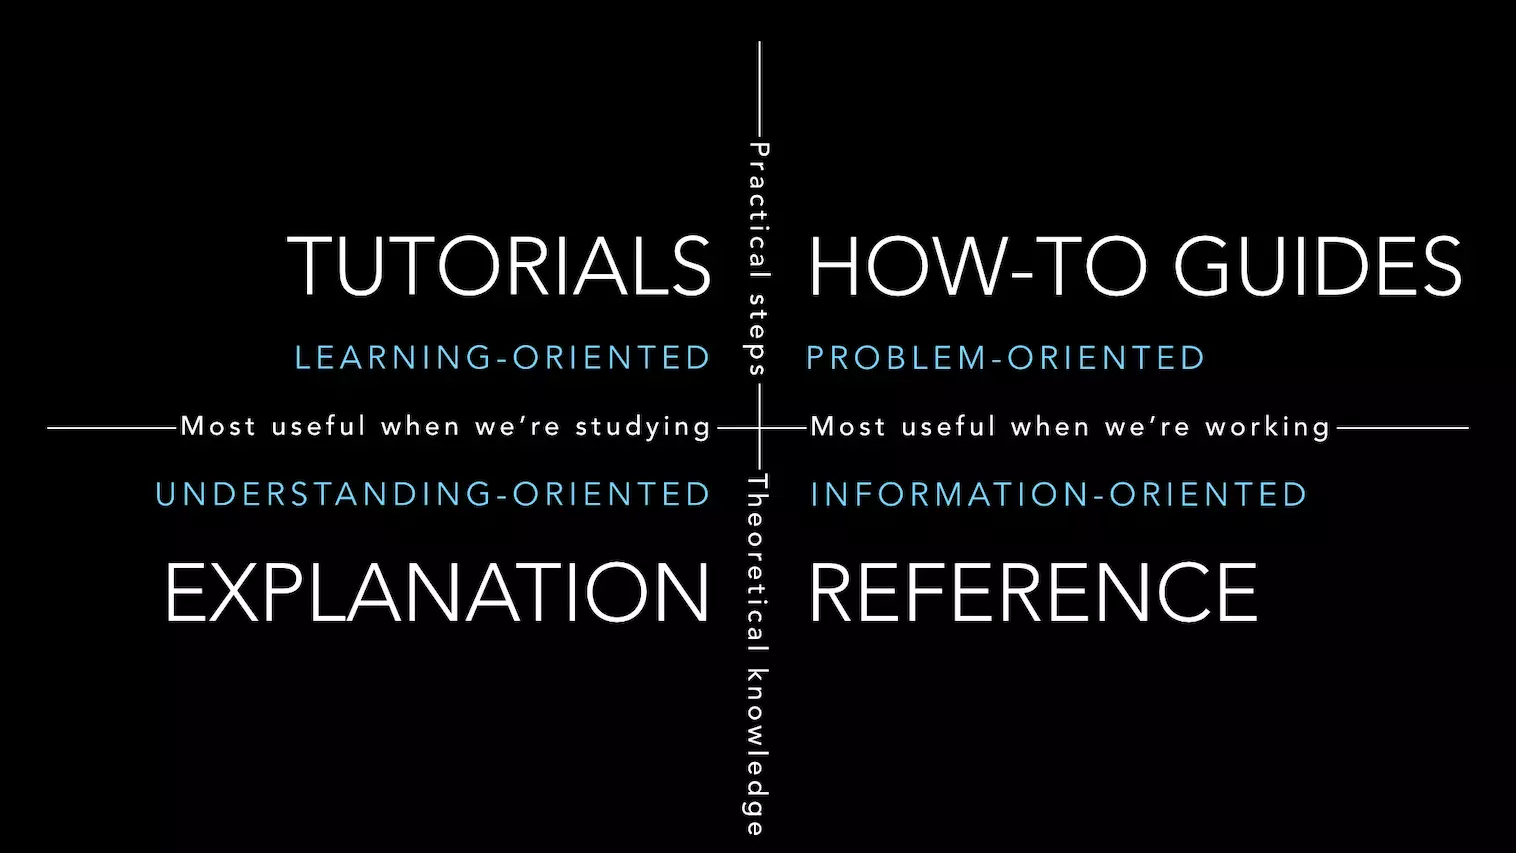 Practical steps
TUTORIALS
HOW-TO GUIDES
LEARNING-ORIENTED
PROBLEM-ORIENTED
Most useful when we’re studying
Most useful when we’re working
UNDERSTANDING-ORIENTED
INFORMATION-ORIENTED
EXPLANATION
REFERENCE
Theoretical knowledge